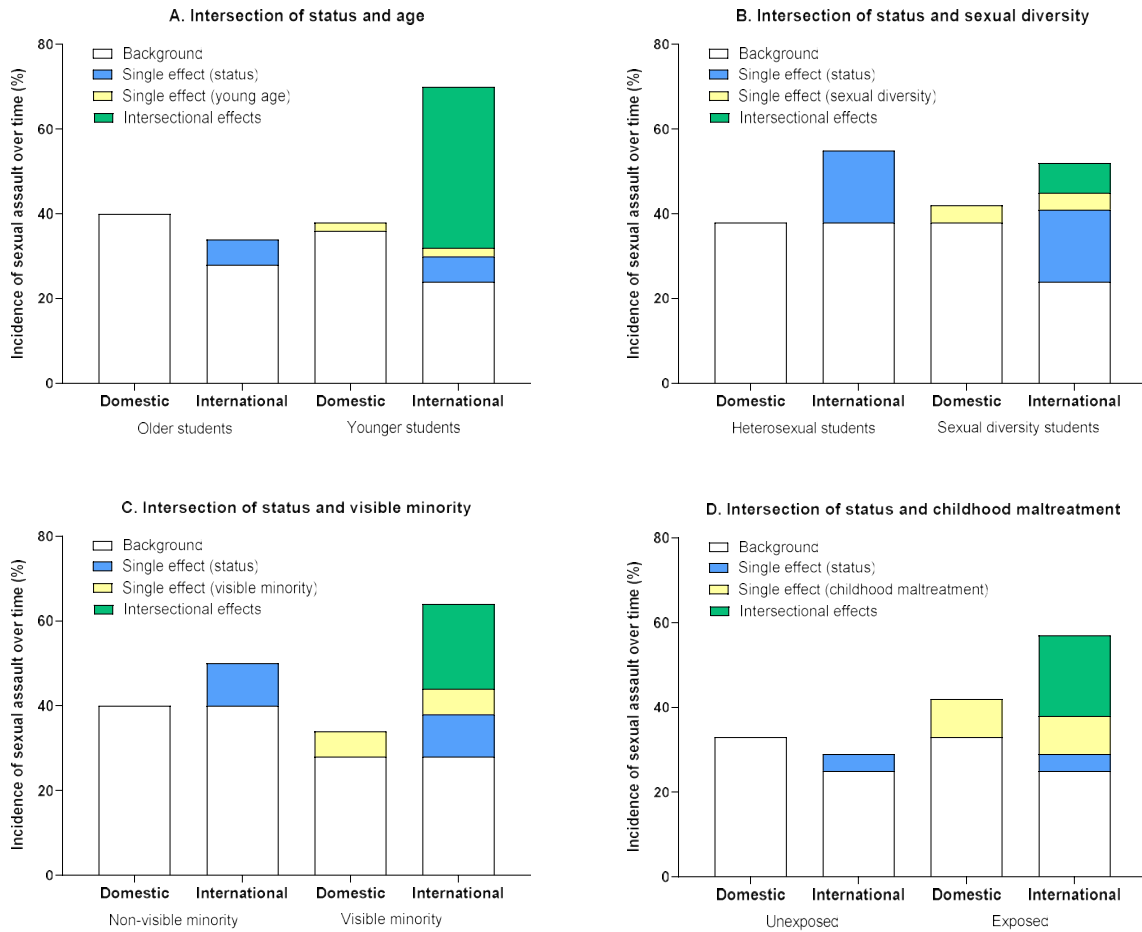 A. Intersection of status and age
Incidence of sexual assault over time (%)
80
60
40
20
0
Background
Single effect (status)
Single effect (young age)
Intersectional effects
Domestic International Domestic International
Older students Younger students
B. Intersection of status and sexual diversity
Incidence of sexual assault over time (%)
80
60
40
20
0
Background
Single effect (status)
Single effect (sexual diversity)
Intersectional effects
Domestic International Domestic International
Heterosexual students Sexual diversity students
C. Intersection of status and visible minority
Incidence of sexual assault over time (%)
80
60
40
20
0
Background
Single effect (status)
Single effect (visible minority)
Intersectional effects
Domestic International Domestic International
Non-visible minority Visible minority
D. Intersection of status and childhood maltreatment
Incidence of sexual assault over time (%)
80
60
40
20
0
Background
Single effect (status)
Single effect (childhood maltreatment)
Intersectional effects
Domestic International Domestic International
Unexposed Exposed